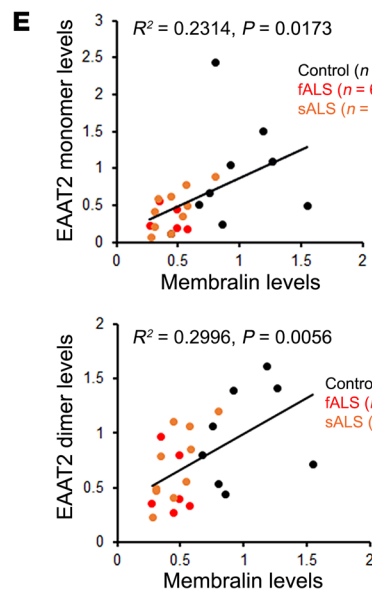 E
R² = 0.2314, P = 0.0173
EAAT2 monomer levels
3
2.5
2
1.5
1
0.5
0
Control (n
fALS (n = 6
sALS (n =
0 0.5 1 1.5 2
Membralin levels
R² = 0.2996, P = 0.0056
EAAT2 dimer levels
2
1.5
1
0.5
0
Contro
fALS (
sALS (
0 0.5 1 1.5 2
Membralin levels